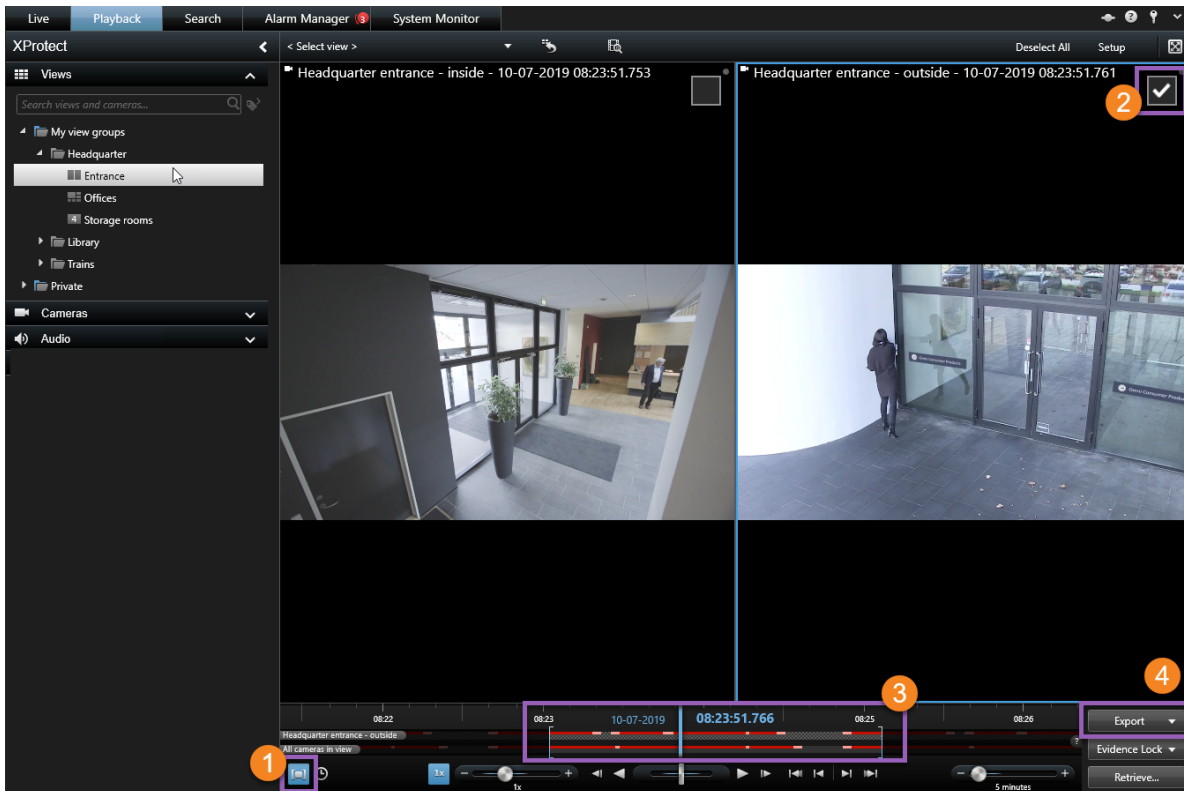 Live Playback Search Alarm Manager 3 System Monitor
XProtect
< Select view >
Deselect All Setup
Views
Search views and cameras...
My view groups
Headquarter
Entrance
Offices
4 Storage rooms
Library
Trains
Private
Cameras
Audio
Headquarter entrance - inside - 10-07-2019 08:23:51.753
Headquarter entrance - outside - 10-07-2019 08:23:51.761
2
3
4
08:22 08:23 10-07-2019 08:23:51.766 08:25 08:26
Export
Headquarter entrance - outside
All cameras in view
?
Evidence Lock
1
1x
1x
5 minutes
Retrieve...